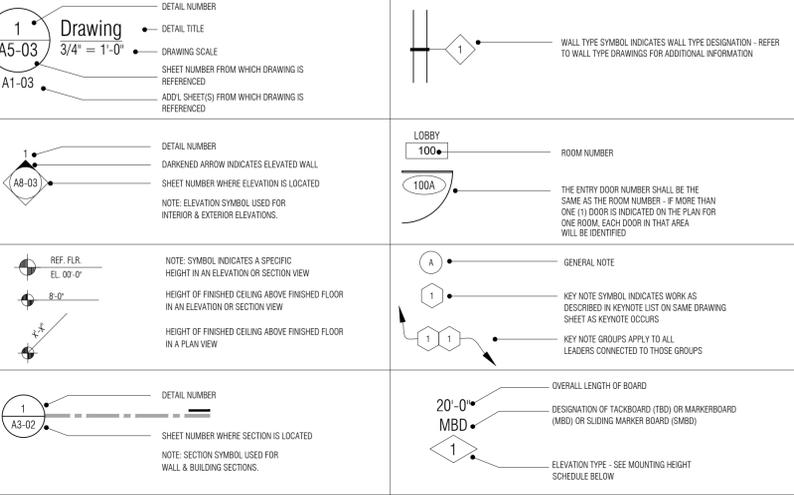 DETAIL NUMBER
1
A5-03
Drawing
DETAIL TITLE
3/4" = 1'-0"
DRAWING SCALE
SHEET NUMBER FROM WHICH DRAWING IS
REFERENCED
A1-03
ADD'L SHEET(S) FROM WHICH DRAWING IS
REFERENCED
1
WALL TYPE SYMBOL INDICATES WALL TYPE DESIGNATION - REFER
TO WALL TYPE DRAWINGS FOR ADDITIONAL INFORMATION
1
DETAIL NUMBER
DARKENED ARROW INDICATES ELEVATED WALL
A8-03
SHEET NUMBER WHERE ELEVATION IS LOCATED
NOTE: ELEVATION SYMBOL USED FOR
INTERIOR & EXTERIOR ELEVATIONS.
LOBBY
100
ROOM NUMBER
100A
THE ENTRY DOOR NUMBER SHALL BE THE
SAME AS THE ROOM NUMBER - IF MORE THAN
ONE (1) DOOR IS INDICATED ON THE PLAN FOR
ONE ROOM, EACH DOOR IN THAT AREA
WILL BE IDENTIFIED
REF. FLR.
EL. 00'-0"
NOTE: SYMBOL INDICATES A SPECIFIC
HEIGHT IN AN ELEVATION OR SECTION VIEW
8'-0"
HEIGHT OF FINISHED CEILING ABOVE FINISHED FLOOR
IN AN ELEVATION OR SECTION VIEW
X'-X"
HEIGHT OF FINISHED CEILING ABOVE FINISHED FLOOR
IN A PLAN VIEW
A
GENERAL NOTE
1
KEY NOTE SYMBOL INDICATES WORK AS
DESCRIBED IN KEYNOTE LIST ON SAME DRAWING
SHEET AS KEYNOTE OCCURS
1 1
KEY NOTE GROUPS APPLY TO ALL
LEADERS CONNECTED TO THOSE GROUPS
DETAIL NUMBER
1
A3-02
SHEET NUMBER WHERE SECTION IS LOCATED
NOTE: SECTION SYMBOL USED FOR
WALL & BUILDING SECTIONS.
OVERALL LENGTH OF BOARD
20'-0"
MBD
DESIGNATION OF TACKBOARD (TBD) OR MARKERBOARD
(MBD) OR SLIDING MARKER BOARD (SMBD)
1
ELEVATION TYPE - SEE MOUNTING HEIGHT
SCHEDULE BELOW